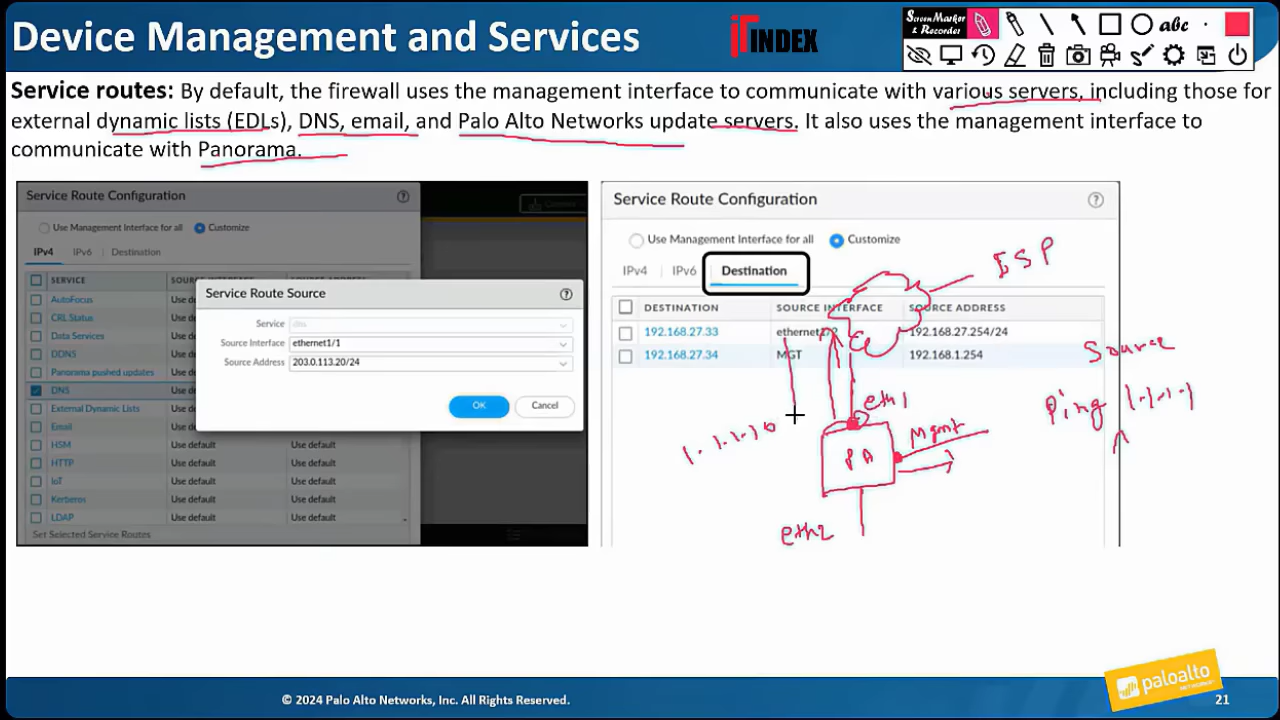 Device Management and Services
iT INDEX
Screen Marker
& Recorder
abc
Service routes: By default, the firewall uses the management interface to communicate with various servers, including those for
external dynamic lists (EDLs), DNS, email, and Palo Alto Networks update servers. It also uses the management interface to
communicate with Panorama.
Service Route Configuration
Use Management Interface for all
Customize
IPv4 IPv6 Destination
SERVICE
AutoFocus
CRL Status
Data Services
DDNS
Panorama pushed updates
DNS
External Dynamic Lists
Email
HSM Use default Use default
HTTP Use default Use default
IoT Use default Use default
Kerberos Use default Use default
LDAP Use default Use default
Set Selected Service Routes
Service Route Source
Service dns
Source Interface ethernet1/1
Source Address 203.0.113.20/24
OK Cancel
Service Route Configuration
Use Management Interface for all
Customize
IPv4 IPv6 Destination
DESTINATION SOURCE INTERFACE SOURCE ADDRESS
192.168.27.33 192.168.27.254/24
192.168.27.34 MGT 192.168.1.254
ISP
Source
Ping 1.1.1.1
eth1
Mgmt
PA
1.1.1.10
eth2
© 2024 Palo Alto Networks, Inc. All Rights Reserved.
paloalto
NETWORKS
21